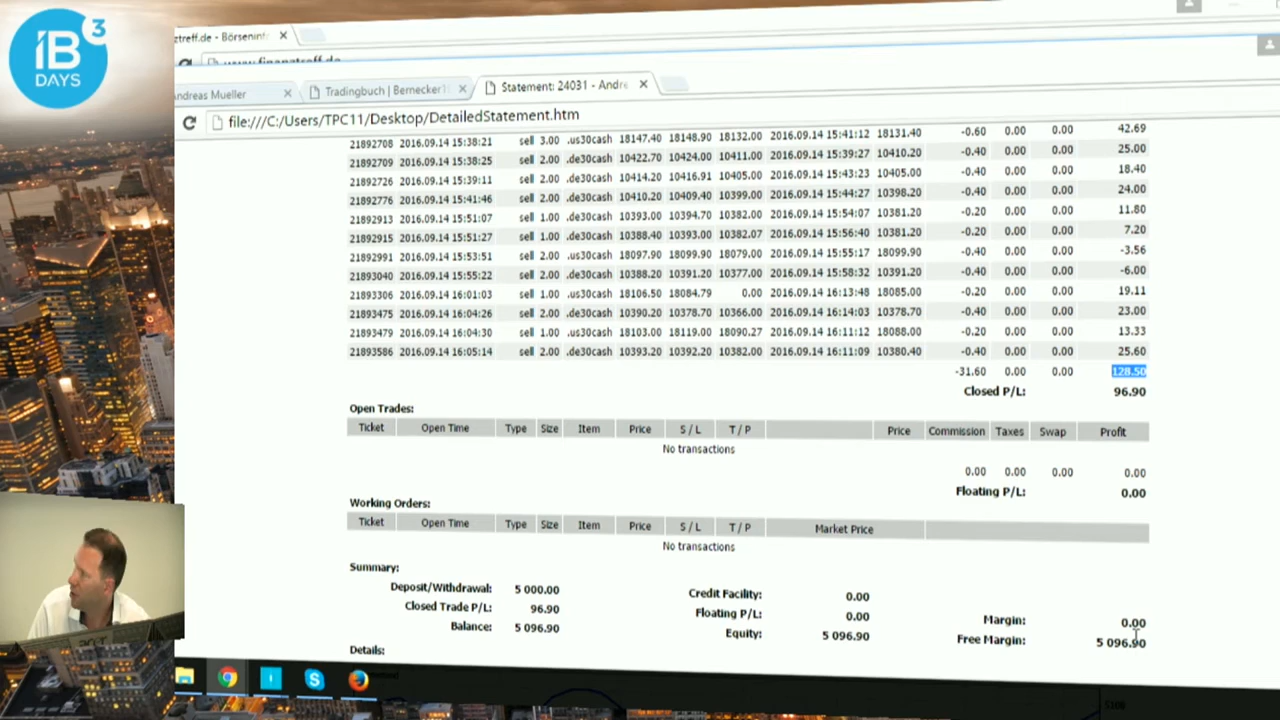 iB 3
DAYS
ztreff.de - Börseninf
www.finanztreff.de
Andreas Mueller
Tradingbuch | Bernecker1
Statement: 24031 - Andre
file:///C:/Users/TPC11/Desktop/DetailedStatement.htm
21892708 2016.09.14 15:38:21 sell 3.00 .us30cash 18147.40 18148.90 18132.00 2016.09.14 15:41:12 18131.40 -0.60 0.00 0.00 42.69
21892709 2016.09.14 15:38:25 sell 2.00 .de30cash 10422.70 10424.00 10411.00 2016.09.14 15:39:27 10410.20 -0.40 0.00 0.00 25.00
21892726 2016.09.14 15:39:11 sell 2.00 .de30cash 10414.20 10416.91 10405.00 2016.09.14 15:43:23 10405.00 -0.40 0.00 0.00 18.40
21892776 2016.09.14 15:41:46 sell 2.00 .de30cash 10410.20 10409.40 10399.00 2016.09.14 15:44:27 10398.20 -0.40 0.00 0.00 24.00
21892913 2016.09.14 15:51:07 sell 1.00 .de30cash 10393.00 10394.70 10382.00 2016.09.14 15:54:07 10381.20 -0.20 0.00 0.00 11.80
21892915 2016.09.14 15:51:27 sell 1.00 .de30cash 10388.40 10393.00 10382.07 2016.09.14 15:56:40 10381.20 -0.20 0.00 0.00 7.20
21892991 2016.09.14 15:53:51 sell 2.00 .us30cash 18097.90 18099.90 18079.00 2016.09.14 15:55:17 18099.90 -0.40 0.00 0.00 -3.56
21893040 2016.09.14 15:55:22 sell 2.00 .de30cash 10388.20 10391.20 10377.00 2016.09.14 15:58:32 10391.20 -0.40 0.00 0.00 -6.00
21893306 2016.09.14 16:01:03 sell 1.00 .us30cash 18106.50 18084.79 0.00 2016.09.14 16:13:48 18085.00 -0.20 0.00 0.00 19.11
21893475 2016.09.14 16:04:26 sell 2.00 .de30cash 10390.20 10378.70 10366.00 2016.09.14 16:14:03 10378.70 -0.40 0.00 0.00 23.00
21893479 2016.09.14 16:04:30 sell 1.00 .us30cash 18103.00 18119.00 18090.27 2016.09.14 16:11:12 18088.00 -0.20 0.00 0.00 13.33
21893586 2016.09.14 16:05:14 sell 2.00 .de30cash 10393.20 10392.20 10382.00 2016.09.14 16:11:09 10380.40 -0.40 0.00 0.00 25.60
-31.60 0.00 0.00 128.50
Closed P/L: 96.90
Open Trades:
Ticket Open Time Type Size Item Price S / L T / P Price Commission Taxes Swap Profit
No transactions
0.00 0.00 0.00 0.00
Floating P/L: 0.00
Working Orders:
Ticket Open Time Type Size Item Price S / L T / P Market Price
No transactions
Summary:
Deposit/Withdrawal: 5 000.00 Credit Facility: 0.00
Closed Trade P/L: 96.90 Floating P/L: 0.00 Margin: 0.00
Balance: 5 096.90 Equity: 5 096.90 Free Margin: 5 096.90
Details: